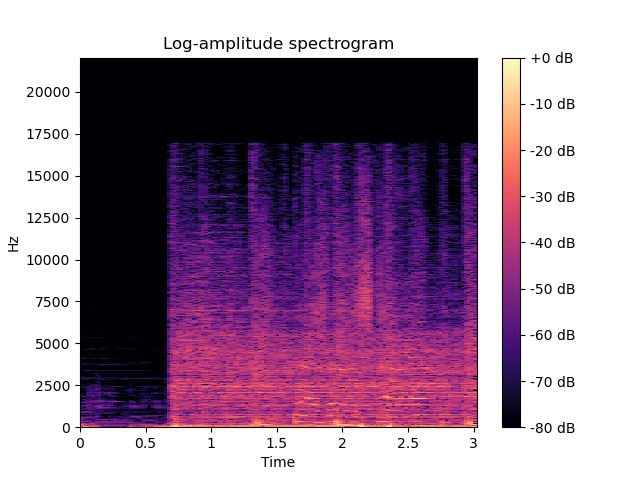 Log-amplitude spectrogram
Hz
20000
17500
15000
12500
10000
7500
5000
2500
0
0
0.5
1
1.5
2
2.5
3
Time
+0 dB
-10 dB
-20 dB
-30 dB
-40 dB
-50 dB
-60 dB
-70 dB
-80 dB